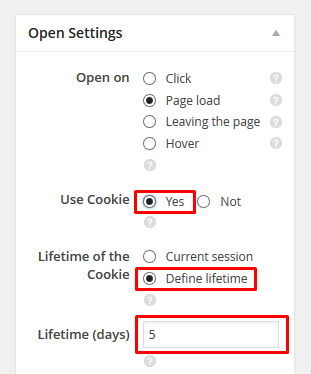 Open Settings
Open on
Click
Page load
Leaving the page
Hover
Use Cookie
Yes
Not
Lifetime of the Cookie
Current session
Define lifetime
Lifetime (days)
5